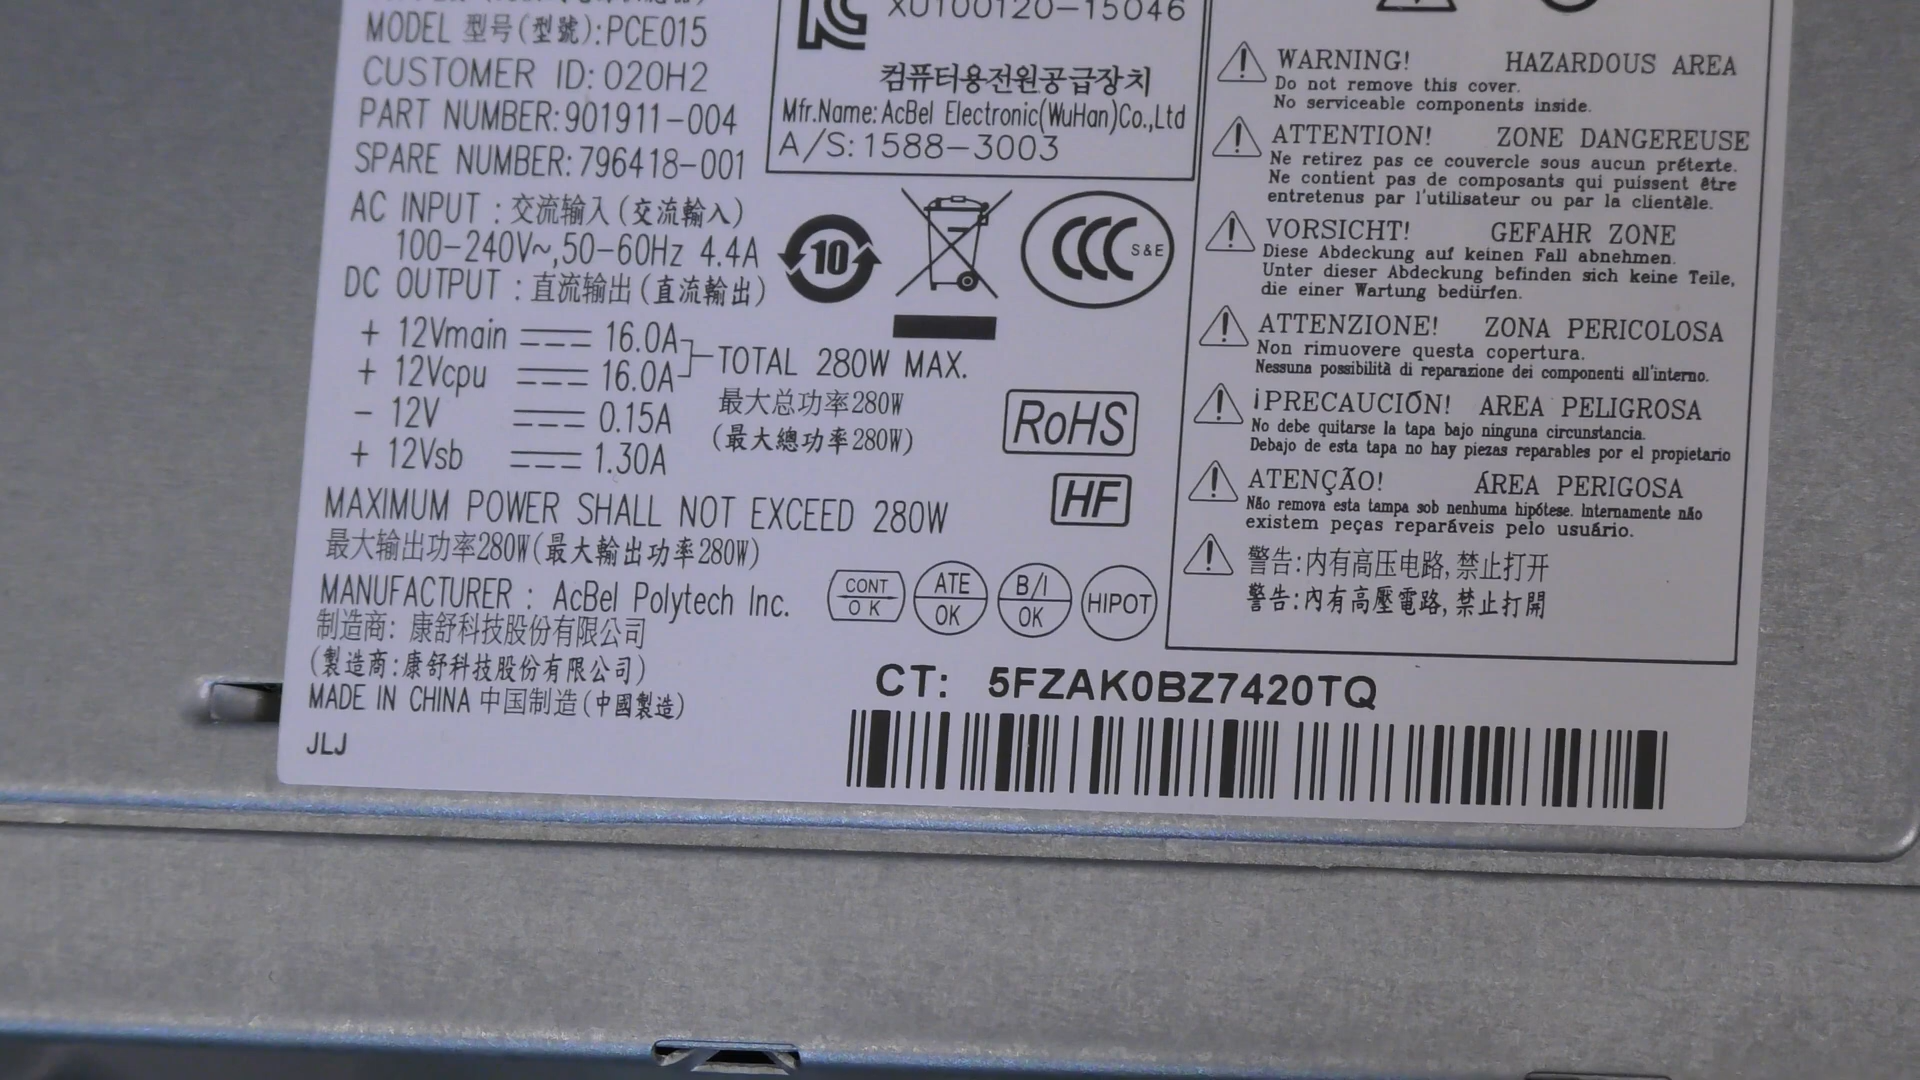 MODEL 型号(型號):PCE015
CUSTOMER ID: 020H2
PART NUMBER: 901911-004
SPARE NUMBER: 796418-001
AC INPUT : 交流输入 (交流輸入)
100-240V~,50-60Hz 4.4A
DC OUTPUT : 直流输出 (直流輸出)
+ 12Vmain 16.0A
+ 12Vcpu 16.0A
TOTAL 280W MAX.
- 12V 0.15A
+ 12Vsb 1.30A
最大总功率280W
(最大總功率280W)
MAXIMUM POWER SHALL NOT EXCEED 280W
最大输出功率280W(最大輸出功率280W)
MANUFACTURER : AcBel Polytech Inc.
制造商: 康舒科技股份有限公司
(製造商:康舒科技股份有限公司)
MADE IN CHINA 中国制造(中國製造)
JLJ
XU100120-15046
컴퓨터용전원공급장치
Mfr.Name: AcBel Electronic(WuHan)Co.,Ltd
A/S: 1588-3003
10
CCC S&E
RoHS
HF
CONT OK
ATE OK
B/I OK
HIPOT
WARNING! HAZARDOUS AREA
Do not remove this cover.
No serviceable components inside.
ATTENTION! ZONE DANGEREUSE
Ne retirez pas ce couvercle sous aucun prétexte.
Ne contient pas de composants qui puissent être
entretenus par l'utilisateur ou par la clientèle.
VORSICHT! GEFAHR ZONE
Diese Abdeckung auf keinen Fall abnehmen.
Unter dieser Abdeckung befinden sich keine Teile,
die einer Wartung bedürfen.
ATTENZIONE! ZONA PERICOLOSA
Non rimuovere questa copertura.
Nessuna possibilità di reparazione dei componenti all'interno.
¡PRECAUCIÓN! AREA PELIGROSA
No debe quitarse la tapa bajo ninguna circunstancia.
Debajo de esta tapa no hay piezas reparables por el propietario
ATENÇÃO! ÁREA PERIGOSA
Não remova esta tampa sob nenhuma hipótese. Internamente não
existem peças reparáveis pelo usuário.
警告:内有高压电路,禁止打开
警告:內有高壓電路,禁止打開
CT: 5FZAK0BZ7420TQ